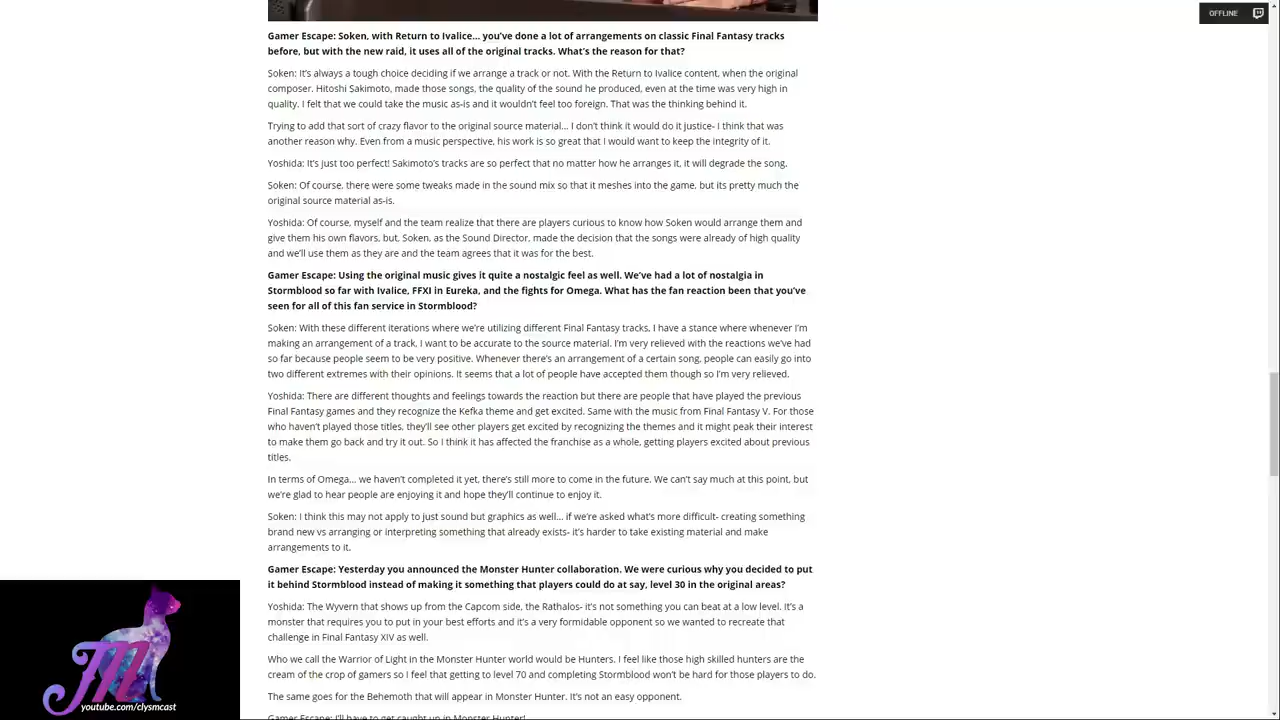 OFFLINE
Gamer Escape: Soken, with Return to Ivalice... you've done a lot of arrangements on classic Final Fantasy tracks
before, but with the new raid, it uses all of the original tracks. What's the reason for that?
Soken: It's always a tough choice deciding if we arrange a track or not. With the Return to Ivalice content, when the original
composer. Hitoshi Sakimoto, made those songs, the quality of the sound he produced, even at the time was very high in
quality. I felt that we could take the music as-is and it wouldn't feel too foreign. That was the thinking behind it.
Trying to add that sort of crazy flavor to the original source material... I don't think it would do it justice- I think that was
another reason why. Even from a music perspective, his work is so great that I would want to keep the integrity of it.
Yoshida: It's just too perfect! Sakimoto's tracks are so perfect that no matter how he arranges it, it will degrade the song.
Soken: Of course, there were some tweaks made in the sound mix so that it meshes into the game, but its pretty much the
original source material as-is.
Yoshida: Of course, myself and the team realize that there are players curious to know how Soken would arrange them and
give them his own flavors, but, Soken, as the Sound Director, made the decision that the songs were already of high quality
and we'll use them as they are and the team agrees that it was for the best.
Gamer Escape: Using the original music gives it quite a nostalgic feel as well. We've had a lot of nostalgia in
Stormblood so far with Ivalice, FFXI in Eureka, and the fights for Omega. What has the fan reaction been that you've
seen for all of this fan service in Stormblood?
Soken: With these different iterations where we're utilizing different Final Fantasy tracks, I have a stance where whenever I'm
making an arrangement of a track, I want to be accurate to the source material. I'm very relieved with the reactions we've had
so far because people seem to be very positive. Whenever there's an arrangement of a certain song, people can easily go into
two different extremes with their opinions. It seems that a lot of people have accepted them though so I'm very relieved.
Yoshida: There are different thoughts and feelings towards the reaction but there are people that have played the previous
Final Fantasy games and they recognize the Kefka theme and get excited. Same with the music from Final Fantasy V. For those
who haven't played those titles, they'll see other players get excited by recognizing the themes and it might peak their interest
to make them go back and try it out. So I think it has affected the franchise as a whole, getting players excited about previous
titles.
In terms of Omega... we haven't completed it yet, there's still more to come in the future. We can't say much at this point, but
we're glad to hear people are enjoying it and hope they'll continue to enjoy it.
Soken: I think this may not apply to just sound but graphics as well... if we're asked what's more difficult- creating something
brand new vs arranging or interpreting something that already exists- it's harder to take existing material and make
arrangements to it.
Gamer Escape: Yesterday you announced the Monster Hunter collaboration. We were curious why you decided to put
it behind Stormblood instead of making it something that players could do at say, level 30 in the original areas?
Yoshida: The Wyvern that shows up from the Capcom side, the Rathalos- it's not something you can beat at a low level. It's a
monster that requires you to put in your best efforts and it's a very formidable opponent so we wanted to recreate that
challenge in Final Fantasy XIV as well.
Who we call the Warrior of Light in the Monster Hunter world would be Hunters. I feel like those high skilled hunters are the
cream of the crop of gamers so I feel that getting to level 70 and completing Stormblood won't be hard for those players to do.
The same goes for the Behemoth that will appear in Monster Hunter. It's not an easy opponent.
Gamer Escape: I'll have to get caught up in Monster Hunter!
JM
youtube.com/clysmcast